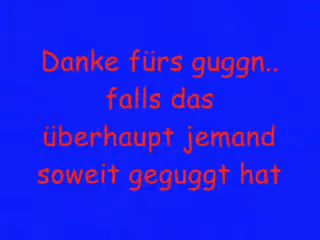 Danke fürs guggn..
falls das
überhaupt jemand
soweit geguggt hat